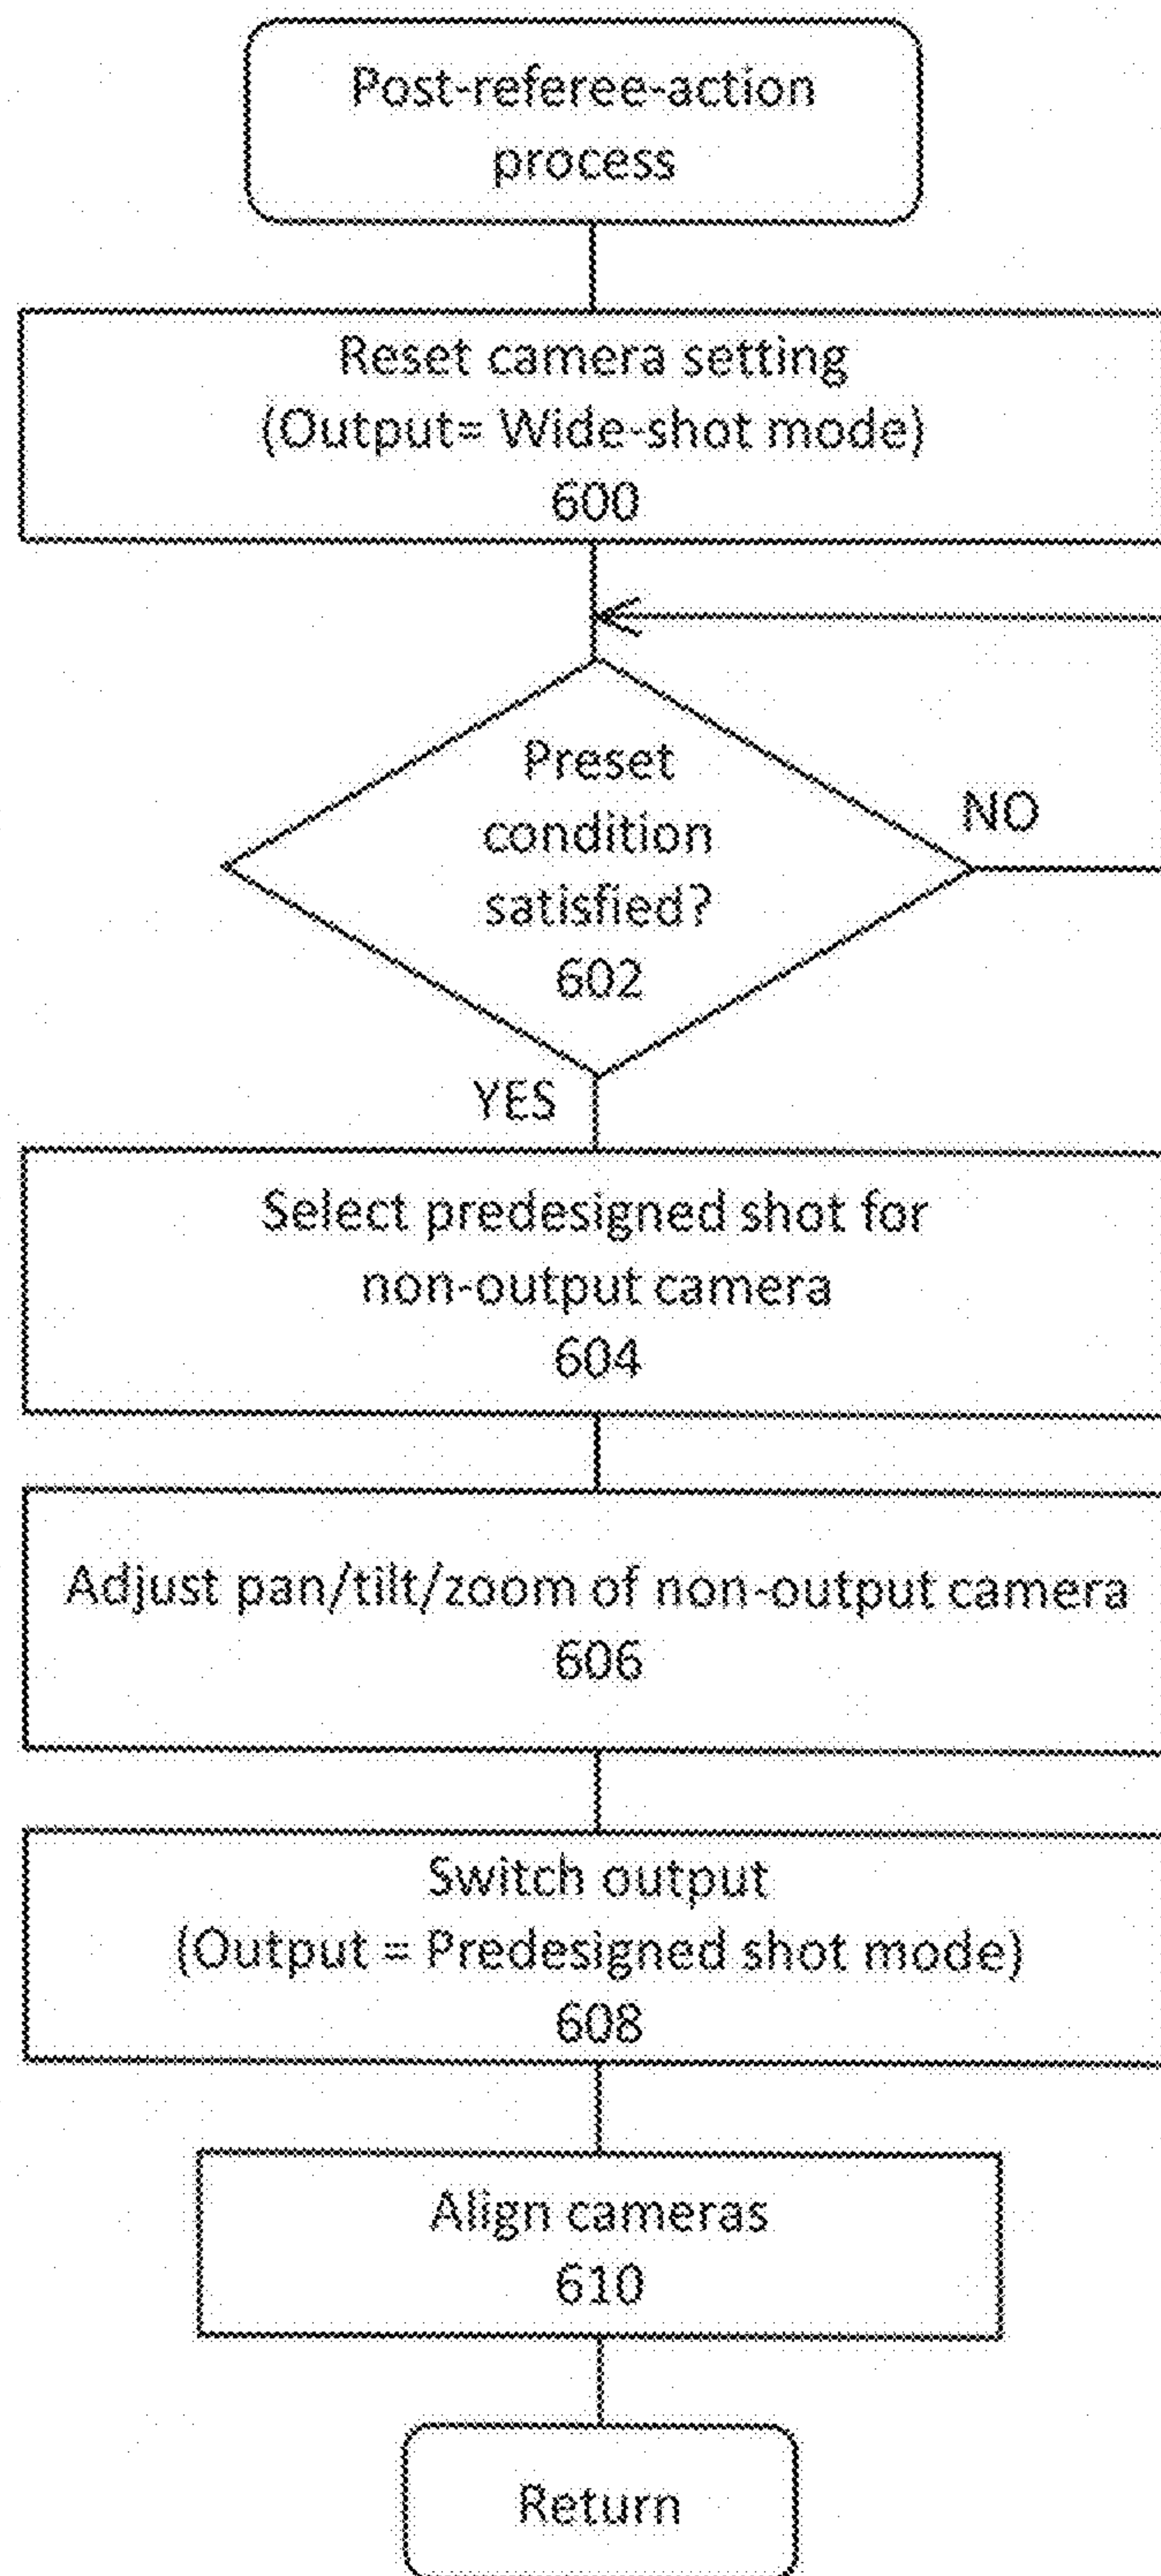 Post-referee-action
process
Reset camera setting
(Output= Wide-shot mode)
600
Preset
condition
satisfied?
602
NO
YES
Select predesigned shot for
non-output camera
604
Adjust pan/tilt/zoom of non-output camera
606
Switch output
(Output = Predesigned shot mode)
608
Align cameras
610
Return